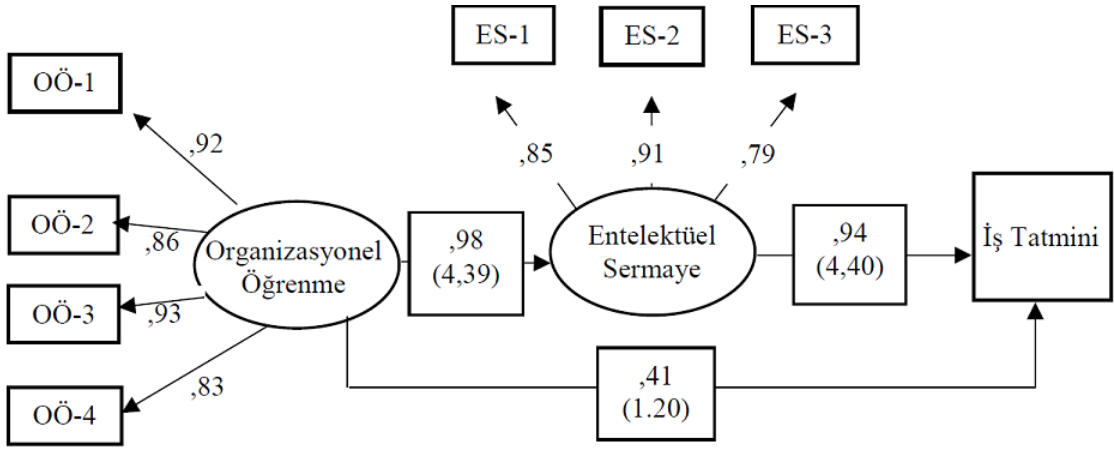 ES-1
ES-2
ES-3
OÖ-1
,92
,85
,91
,79
OÖ-2
,86
Organizasyonel
Öğrenme
,98
(4,39)
Entelektüel
Sermaye
,94
(4,40)
İş Tatmini
OÖ-3
,93
,83
OÖ-4
,41
(1.20)